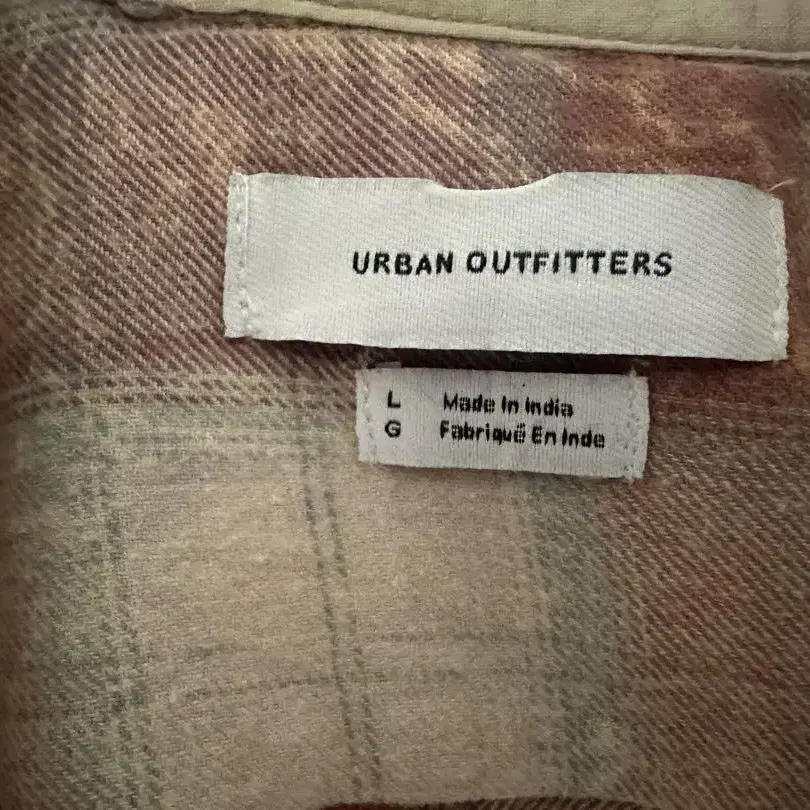 URBAN OUTFITTERS
L Made In India
G Fabriqué En Inde